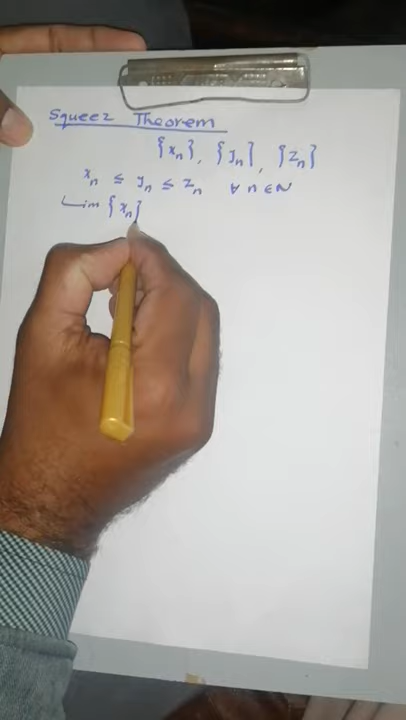 Squeez Theorem
{xn}, {yn}, {zn}
xn ≤ yn ≤ zn ∀ n ∈ N
Lim {xn}